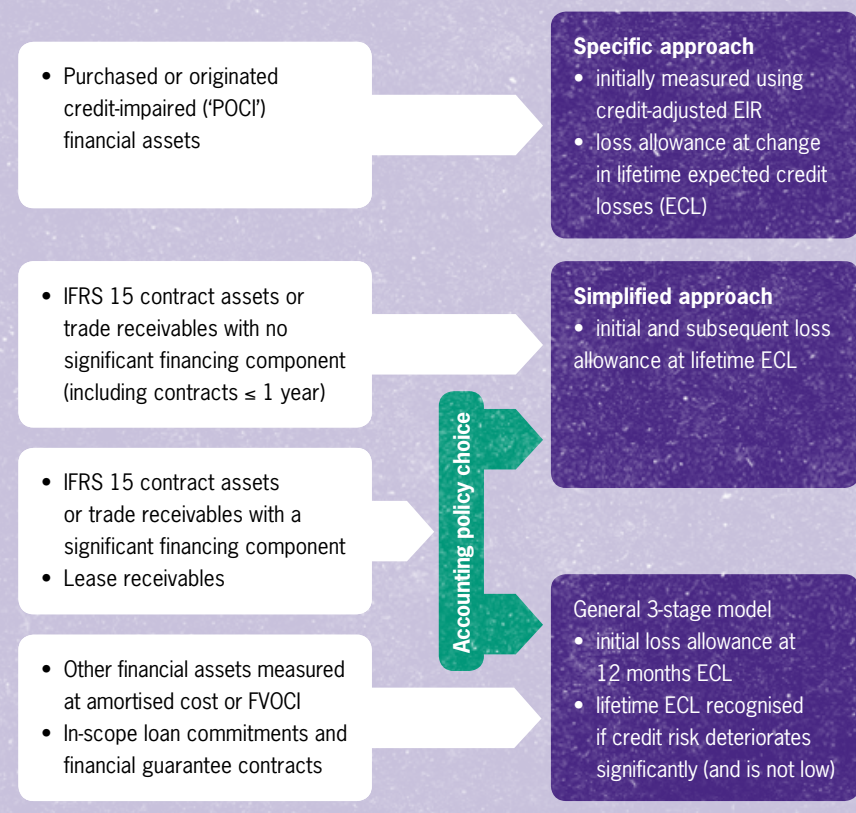 • Purchased or originated
credit-impaired (‘POCI’)
financial assets
Specific approach
• initially measured using
credit-adjusted EIR
• loss allowance at change
in lifetime expected credit
losses (ECL)
• IFRS 15 contract assets or
trade receivables with no
significant financing component
(including contracts ≤ 1 year)
Simplified approach
• initial and subsequent loss
allowance at lifetime ECL
• IFRS 15 contract assets
or trade receivables with a
significant financing component
• Lease receivables
Accounting policy choice
• Other financial assets measured
at amortised cost or FVOCI
• In-scope loan commitments and
financial guarantee contracts
General 3-stage model
• initial loss allowance at
12 months ECL
• lifetime ECL recognised
if credit risk deteriorates
significantly (and is not low)